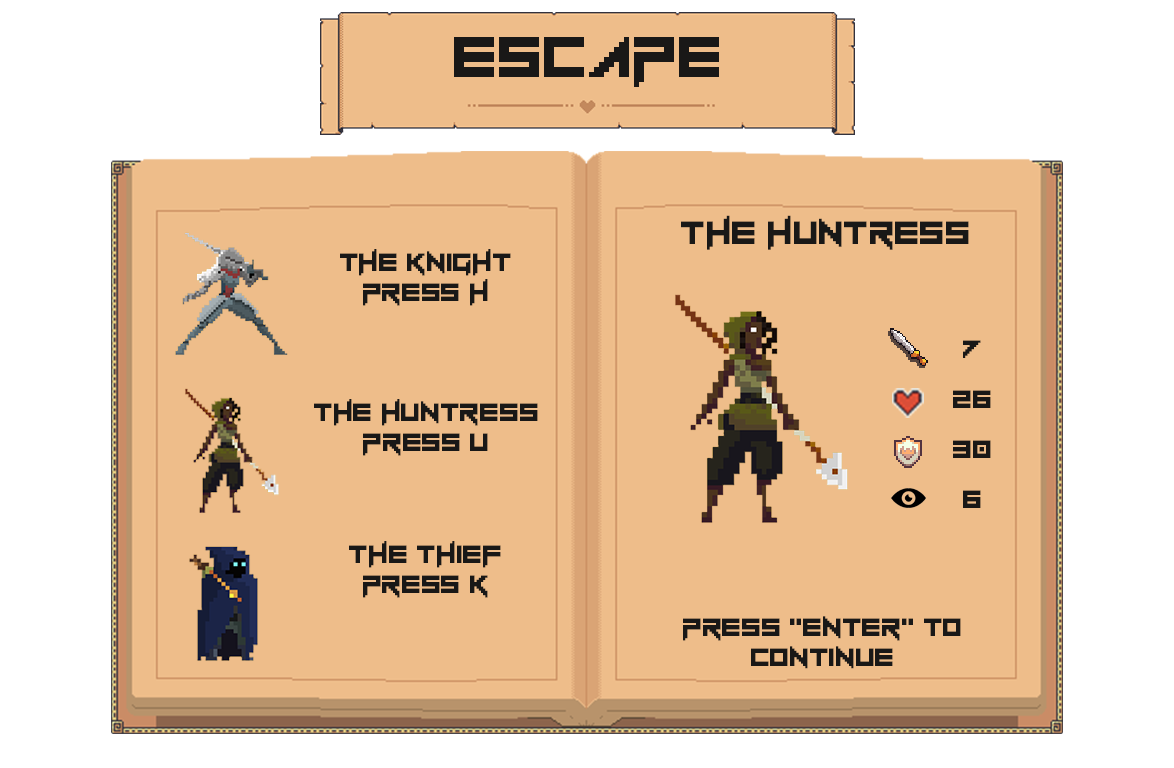 ESCAPE
THE KNIGHT
PRESS H
THE HUNTRESS
PRESS U
THE THIEF
PRESS K
THE HUNTRESS
7
26
30
6
PRESS "ENTER" TO
CONTINUE